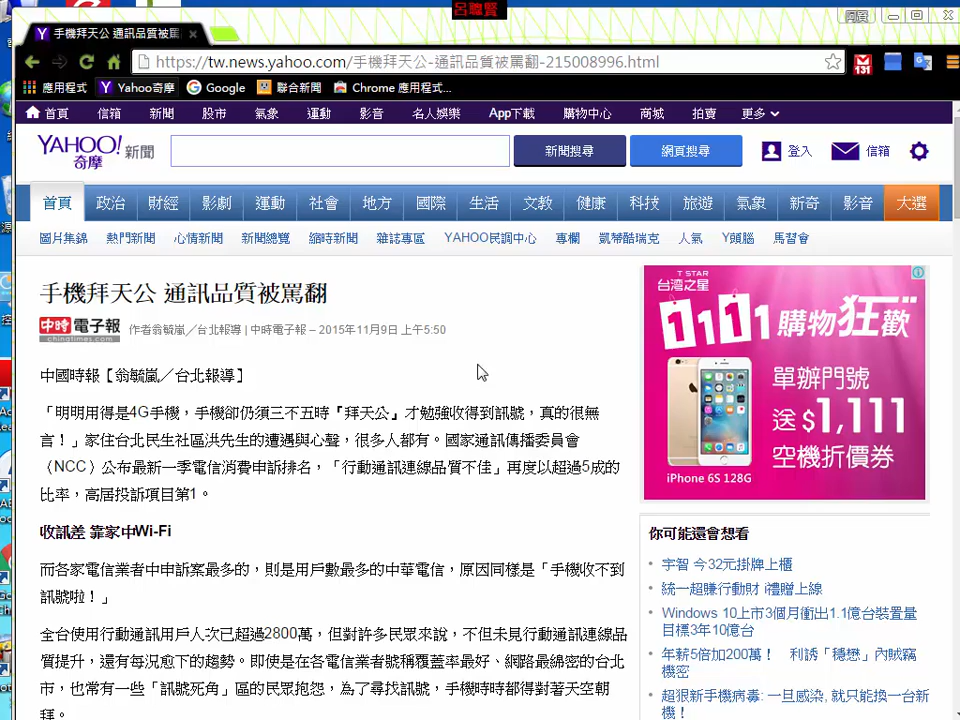 呂聰賢
阿賢
手機拜天公 通訊品質被罵
https://tw.news.yahoo.com/手機拜天公-通訊品質被罵翻-215008996.html
131
應用程式 Yahoo奇摩 Google 聯合新聞 Chrome 應用程式...
首頁 信箱 新聞 股市 氣象 運動 影音 名人娛樂 App下載 購物中心 商城 拍賣 更多
YAHOO! 奇摩 新聞 新聞搜尋 網頁搜尋 登入 信箱
首頁 政治 財經 影劇 運動 社會 地方 國際 生活 文教 健康 科技 旅遊 氣象 新奇 影音 大選
圖片集錦 熱門新聞 心情新聞 新聞總覽 縮時新聞 雜誌專區 YAHOO民調中心 專欄 凱蒂酷瑞克 人氣 Y頭腦 馬習會
手機拜天公 通訊品質被罵翻
中時電子報 chinatimes.com 作者翁毓嵐╱台北報導 | 中時電子報 – 2015年11月9日 上午5:50
中國時報【翁毓嵐╱台北報導】
「明明用得是4G手機，手機卻仍須三不五時『拜天公』才勉強收得到訊號，真的很無
言！」家住台北民生社區洪先生的遭遇與心聲，很多人都有。國家通訊傳播委員會
（NCC）公布最新一季電信消費申訴排名，「行動通訊連線品質不佳」再度以超過5成的
比率，高居投訴項目第1。
收訊差 靠家中Wi-Fi
而各家電信業者中申訴案最多的，則是用戶數最多的中華電信，原因同樣是「手機收不到
訊號啦！」
全台使用行動通訊用戶人次已超過2800萬，但對許多民眾來說，不但未見行動通訊連線品
質提升，還有每況愈下的趨勢。即使是在各電信業者號稱覆蓋率最好、網路最綿密的台北
市，也常有一些「訊號死角」區的民眾抱怨，為了尋找訊號，手機時時都得對著天空朝
拜。
T STAR
台湾之星
1111購物狂歡
單辦門號
送$1,111
空機折價券
iPhone 6S 128G
你可能還會想看
宇智 今32元掛牌上櫃
統一超賺行動財 i禮贈上線
Windows 10上市3個月衝出1.1億台裝置量
目標3年10億台
年薪5倍加200萬！ 利誘「穩懋」內賊竊
機密
超狠新手機病毒: 一旦感染, 就只能換一台新
機！